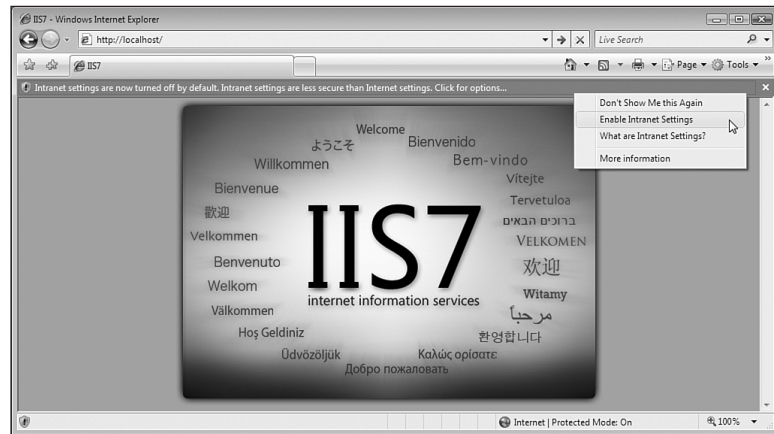 IIS7 - Windows Internet Explorer
http://localhost/
Live Search
IIS7
Page
Tools
Intranet settings are now turned off by default. Intranet settings are less secure than Internet settings. Click for options...
Don't Show Me this Again
Enable Intranet Settings
What are Intranet Settings?
More information
Welcome
ようこそ
Bienvenido
Willkommen
Bem-vindo
Bienvenue
Vítejte
歡迎
Tervetuloa
ברוכים הבאים
Velkommen
VELKOMEN
Benvenuto
欢迎
Welkom
IIS7
Witamy
internet information services
Välkommen
مرحباً
Hoş Geldiniz
환영합니다
Üdvözöljük
Καλώς ορίσατε
Добро пожаловать
Internet | Protected Mode: On
100%